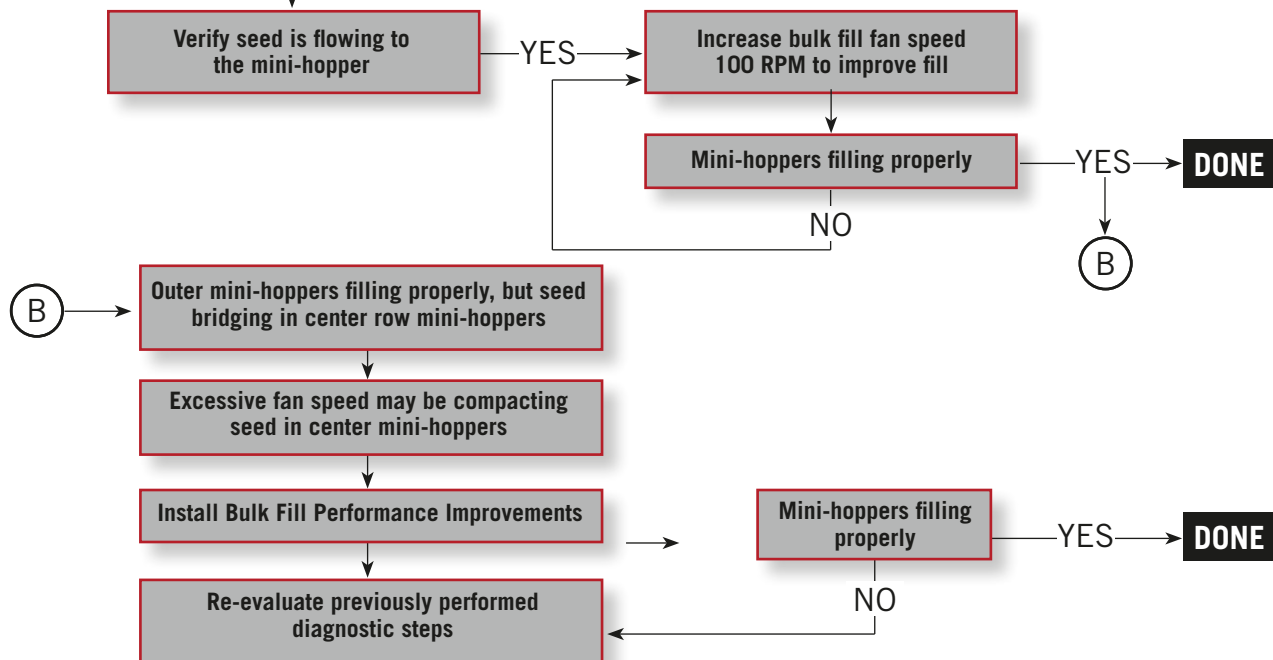 Verify seed is flowing to
the mini-hopper
YES
Increase bulk fill fan speed
100 RPM to improve fill
Mini-hoppers filling properly
YES
DONE
NO
B
B
Outer mini-hoppers filling properly, but seed
bridging in center row mini-hoppers
Excessive fan speed may be compacting
seed in center mini-hoppers
Install Bulk Fill Performance Improvements
Mini-hoppers filling
properly
YES
DONE
NO
Re-evaluate previously performed
diagnostic steps